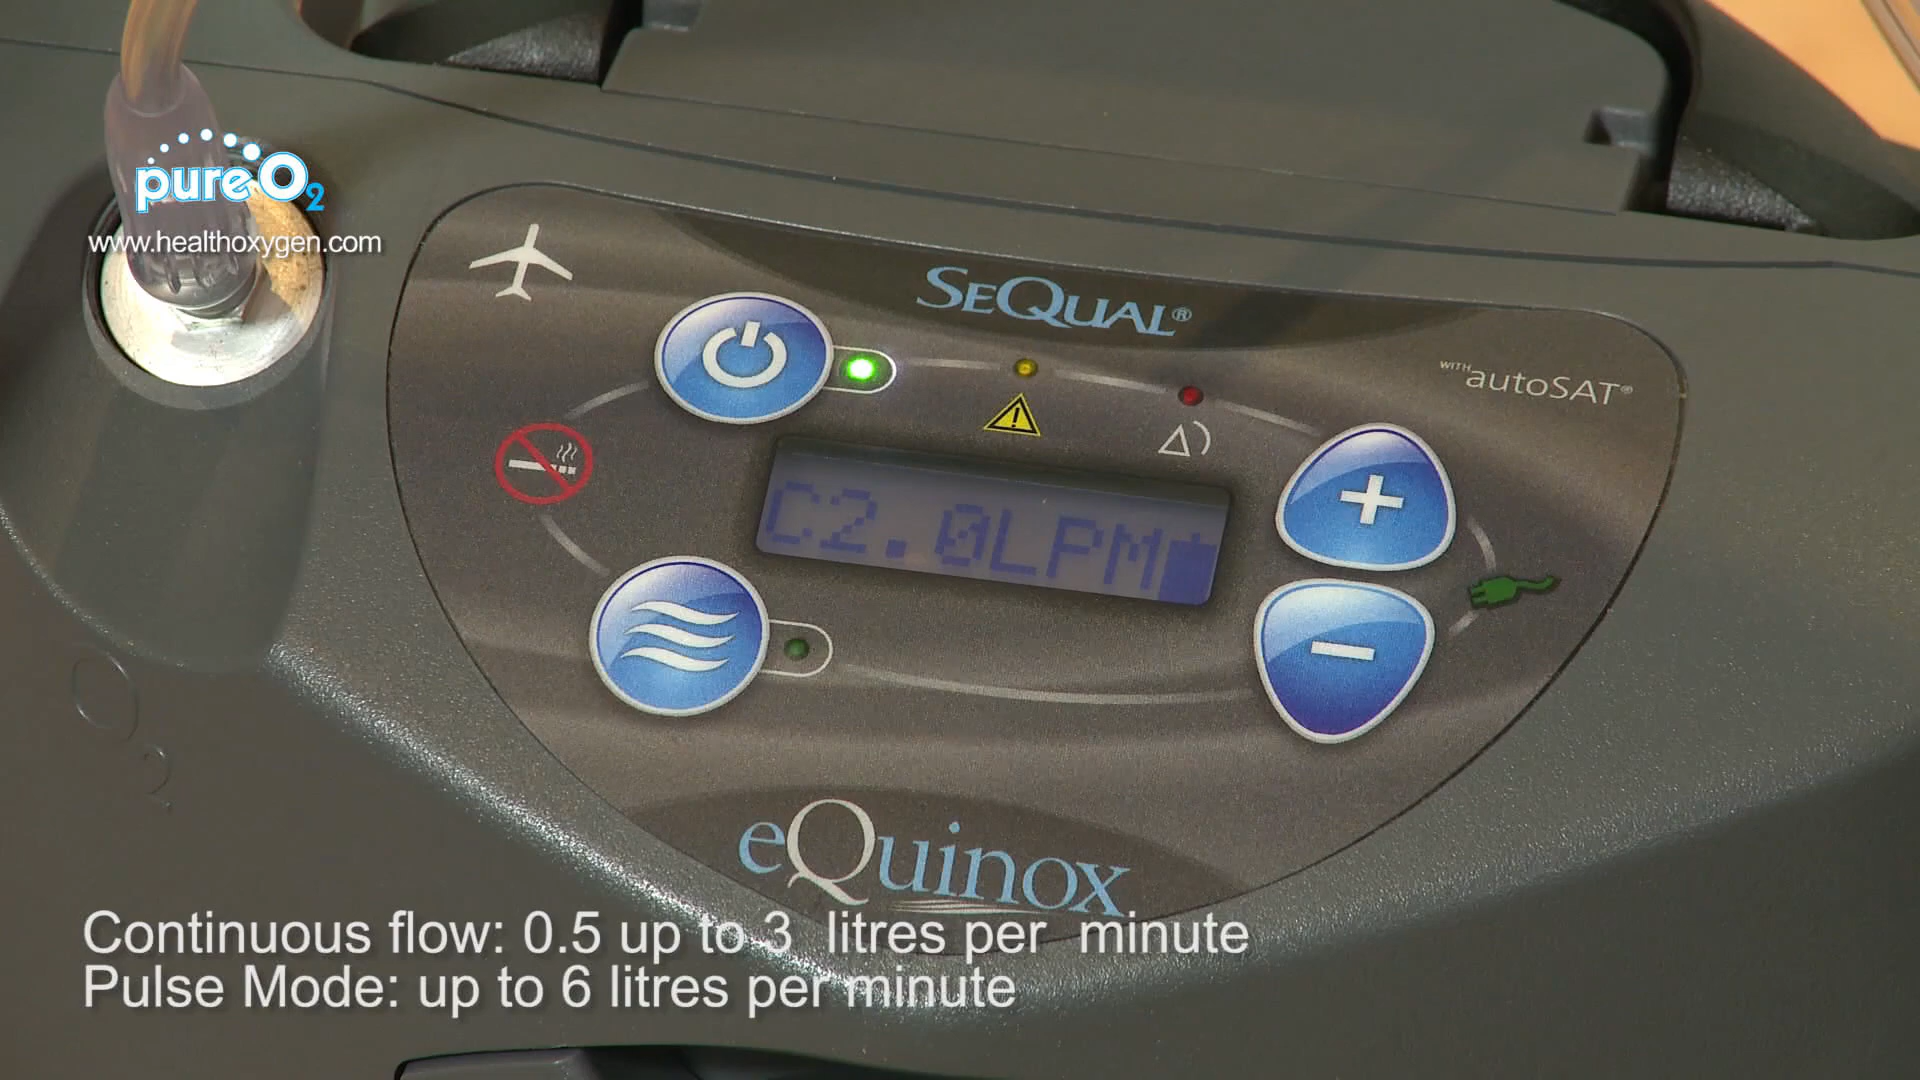 pureO2
www.healthoxygen.com
SEQUAL®
WITH autoSAT®
C2.0LPM
O2
eQuinox
Continuous flow: 0.5 up to 3 litres per minute
Pulse Mode: up to 6 litres per minute